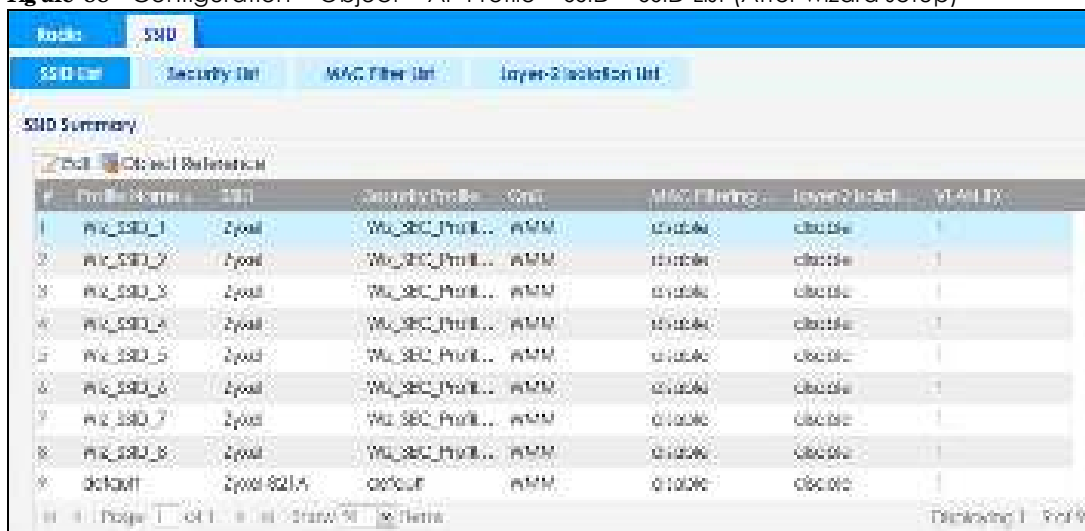 Configuration > Object > AP Profile > SSID > SSID List (After Wizard Setup)
Radio SSID
SSID List Security List MAC Filter List Layer-2 Isolation List
SSID Summary
Edit Object Reference
# Profile Name SSID Security Profile QoS MAC Filtering... Layer-2 Isolati... VLAN ID
1 Wiz_SSID_1 Zyxel Wiz_SEC_Profil... WMM disable disable 1
2 Wiz_SSID_2 Zyxel Wiz_SEC_Profil... WMM disable disable 1
3 Wiz_SSID_3 Zyxel Wiz_SEC_Profil... WMM disable disable 1
4 Wiz_SSID_4 Zyxel Wiz_SEC_Profil... WMM disable disable 1
5 Wiz_SSID_5 Zyxel Wiz_SEC_Profil... WMM disable disable 1
6 Wiz_SSID_6 Zyxel Wiz_SEC_Profil... WMM disable disable 1
7 Wiz_SSID_7 Zyxel Wiz_SEC_Profil... WMM disable disable 1
8 Wiz_SSID_8 Zyxel Wiz_SEC_Profil... WMM disable disable 1
9 default Zyxel default WMM disable disable 1
Page 1 of 1 Show 50 items Displaying 1 - 9 of 9